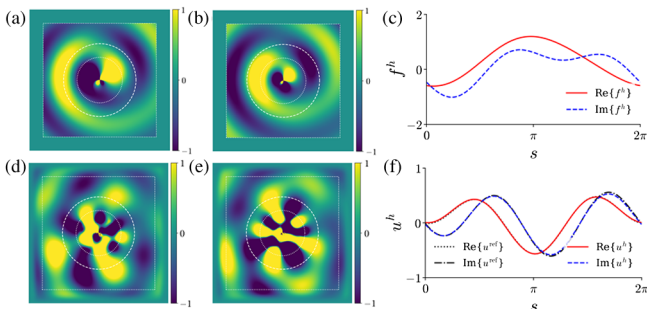 (a)
1
0
−1
(b)
1
0
−1
(c)
2
0
−2
f^h
Re{f^h}
Im{f^h}
0
π
2π
s
(d)
1
0
−1
(e)
1
0
−1
(f)
1
0
−1
u^h
Re{u^ref} Re{u^h}
Im{u^ref} Im{u^h}
0
π
2π
s